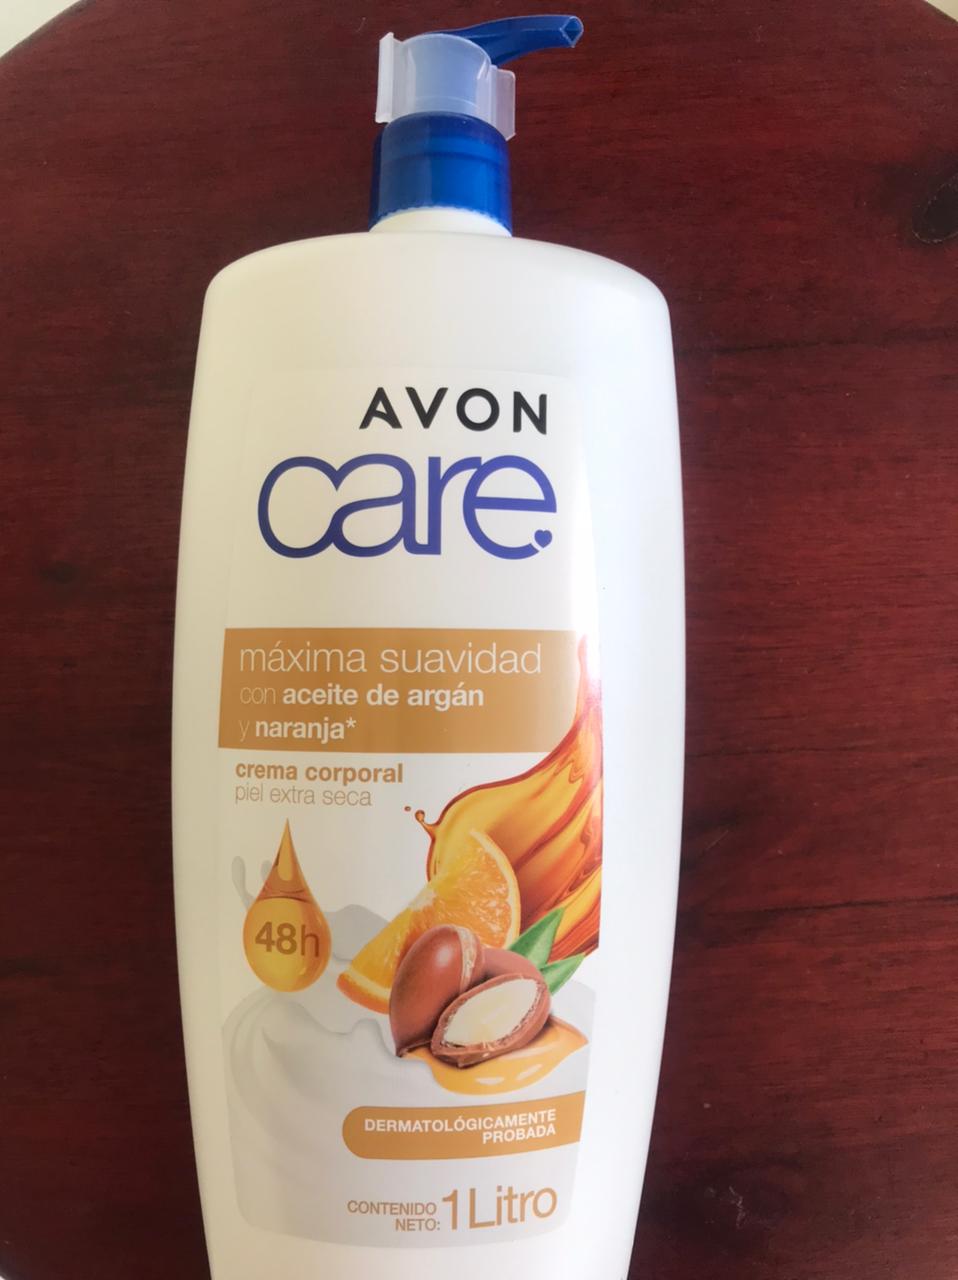 AVON
care
máxima suavidad
con aceite de argán
y naranja*
crema corporal
piel extra seca
48h
DERMATOLÓGICAMENTE
PROBADA
CONTENIDO
NETO: 1 Litro